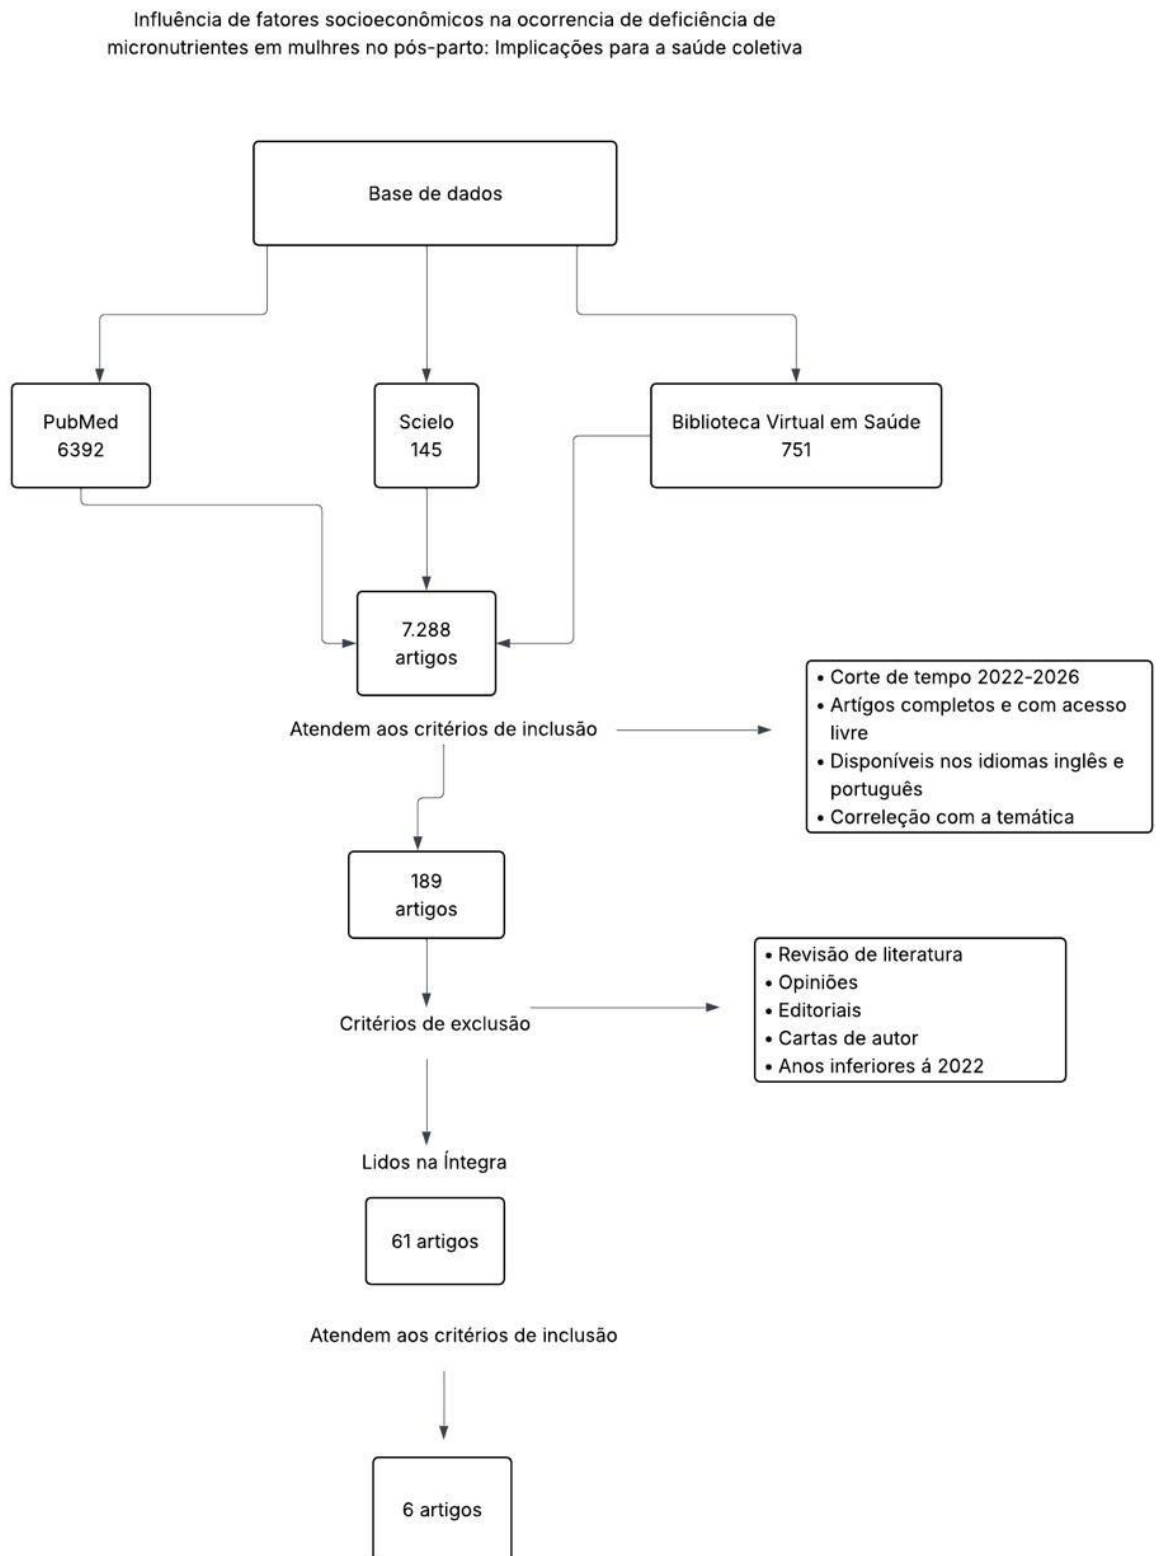 Influência de fatores socioeconômicos na ocorrencia de deficiência de
micronutrientes em mulhres no pós-parto: Implicações para a saúde coletiva
Base de dados
PubMed
6392
Scielo
145
Biblioteca Virtual em Saúde
751
7.288
artigos
Atendem aos critérios de inclusão
• Corte de tempo 2022-2026
• Artígos completos e com acesso
livre
• Disponíveis nos idiomas inglês e
português
• Correleção com a temática
189
artigos
Critérios de exclusão
• Revisão de literatura
• Opiniões
• Editoriais
• Cartas de autor
• Anos inferiores á 2022
Lidos na Íntegra
61 artigos
Atendem aos critérios de inclusão
6 artigos